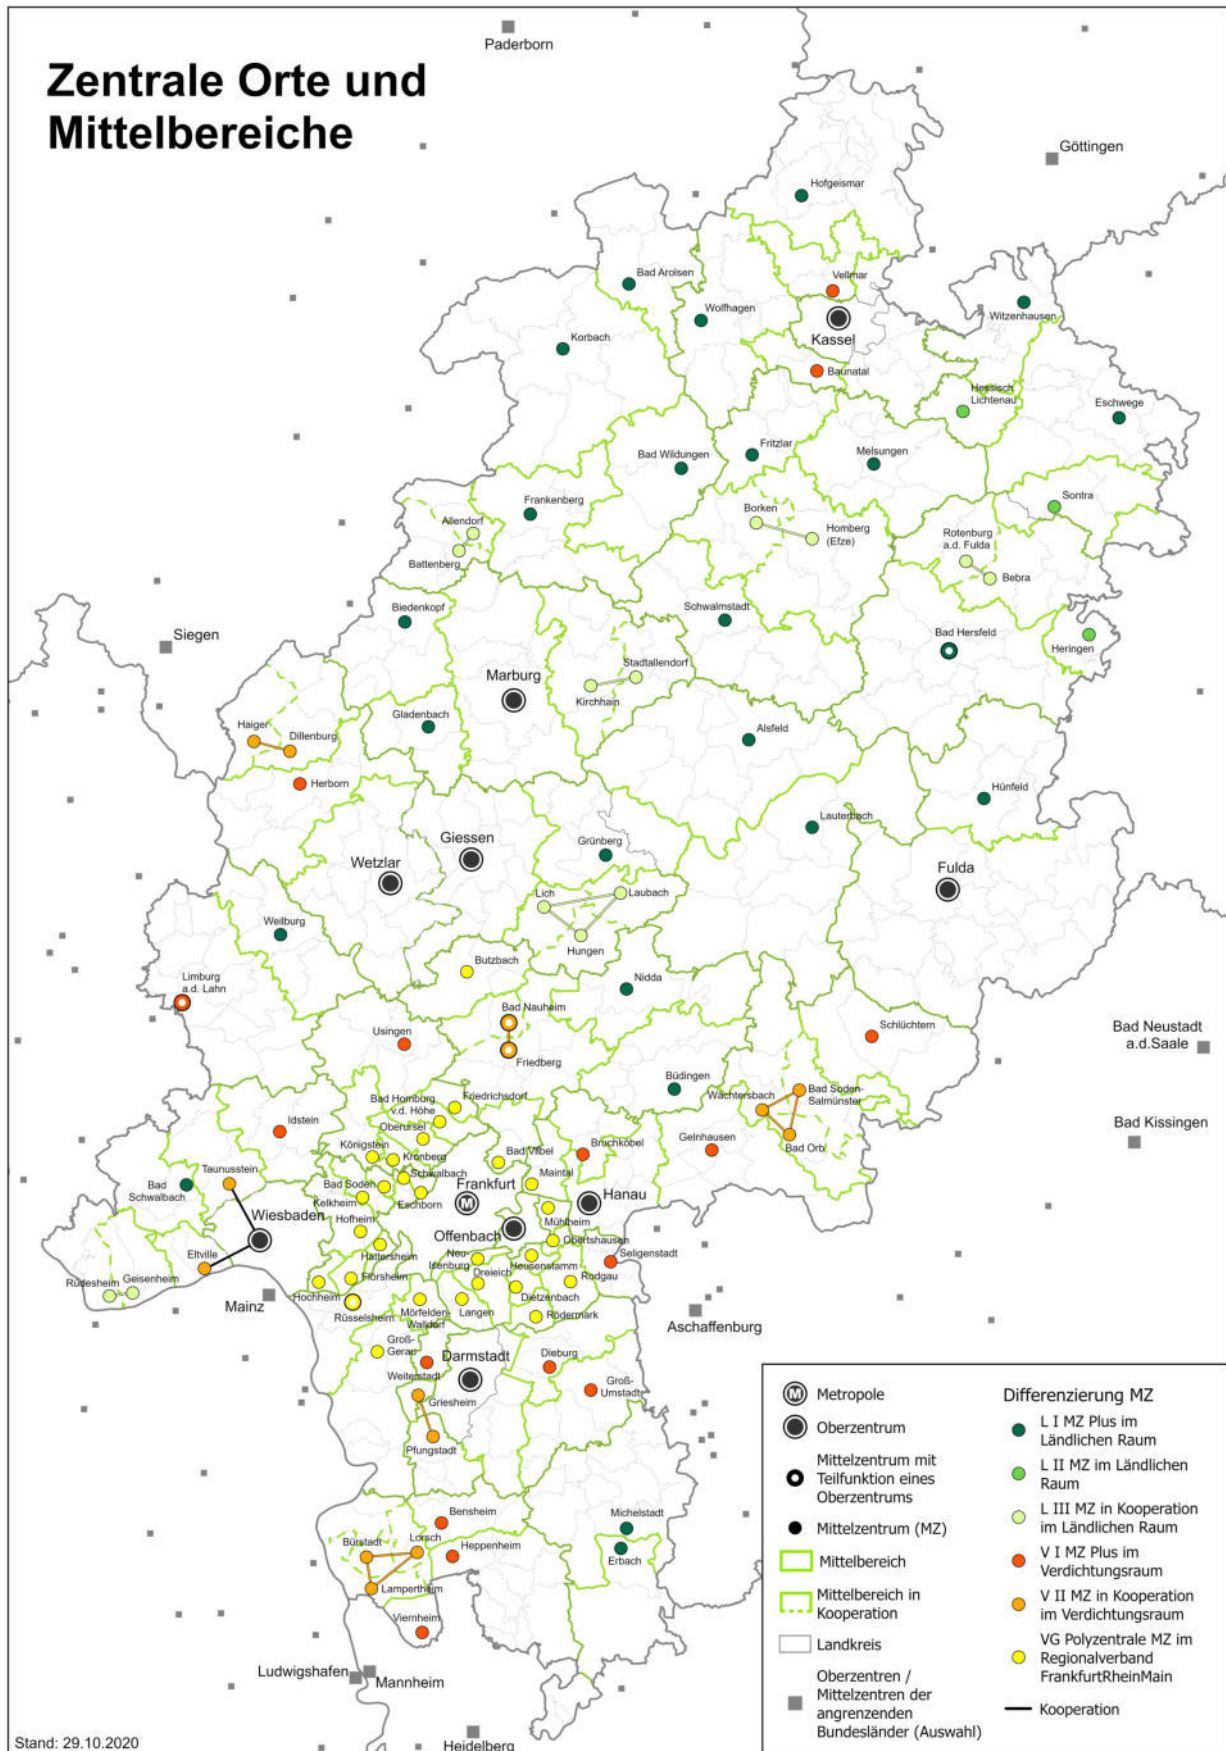 Zentrale Orte und
Mittelbereiche
Paderborn
Göttingen
Hofgeismar
Bad Arolsen
Vellmar
Wolfhagen
Witzenhausen
Kassel
Korbach
Baunatal
Hessisch
Lichtenau
Eschwege
Bad Wildungen
Fritzlar
Melsungen
Frankenberg
Sontra
Allendorf
Borken
Homberg
(Efze)
Rotenburg
a.d. Fulda
Battenberg
Bebra
Biedenkopf
Schwalmstadt
Siegen
Bad Hersfeld
Heringen
Stadtallendorf
Marburg
Kirchhain
Haiger
Gladenbach
Dillenburg
Alsfeld
Herborn
Hünfeld
Lauterbach
Giessen
Grünberg
Wetzlar
Fulda
Lich
Laubach
Weilburg
Hungen
Butzbach
Limburg
a.d. Lahn
Nidda
Bad Nauheim
Usingen
Friedberg
Schlüchtern
Bad Neustadt
a.d.Saale
Büdingen
Bad Soden-
Salmünster
Wächtersbach
Bad Homburg
v.d. Höhe
Friedrichsdorf
Idstein
Oberursel
Bad Kissingen
Königstein
Bad Vilbel
Bruchköbel
Gelnhausen
Bad Orb
Kronberg
Taunusstein
Schwalbach
Maintal
Bad
Schwalbach
Bad Soden
Frankfurt
M
Kelkheim
Eschborn
Hanau
Wiesbaden
Hofheim
Mühlheim
Offenbach
Obertshausen
Hattersheim
Neu-
Isenburg
Seligenstadt
Eltville
Heusenstamm
Rüdesheim
Geisenheim
Flörsheim
Dreieich
Rodgau
Hochheim
Dietzenbach
Mainz
Rüsselsheim
Mörfelden-
Walldorf
Langen
Rödermark
Aschaffenburg
Groß-
Gerau
Darmstadt
Dieburg
Weiterstadt
Groß-
Umstadt
Griesheim
Pfungstadt
Bensheim
Michelstadt
Bürstadt
Lorsch
Heppenheim
Erbach
Lampertheim
Viernheim
Ludwigshafen
Mannheim
Heidelberg
Stand: 29.10.2020
M
Metropole
Oberzentrum
Mittelzentrum mit
Teilfunktion eines
Oberzentrums
Mittelzentrum (MZ)
Mittelbereich
Mittelbereich in
Kooperation
Landkreis
Oberzentren /
Mittelzentren der
angrenzenden
Bundesländer (Auswahl)
Differenzierung MZ
L I MZ Plus im
Ländlichen Raum
L II MZ im Ländlichen
Raum
L III MZ in Kooperation
im Ländlichen Raum
V I MZ Plus im
Verdichtungsraum
V II MZ in Kooperation
im Verdichtungsraum
VG Polyzentrale MZ im
Regionalverband
FrankfurtRheinMain
Kooperation